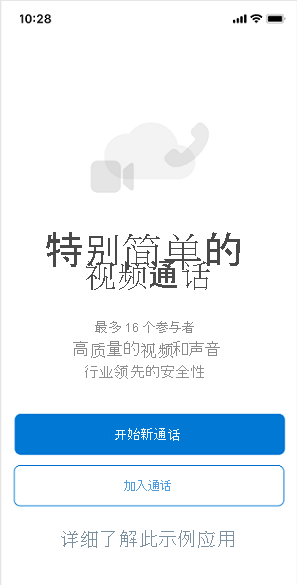 10:28
特别简单的
视频通话
最多 16 个参与者
高质量的视频和声音
行业领先的安全性
开始新通话
加入通话
详细了解此示例应用